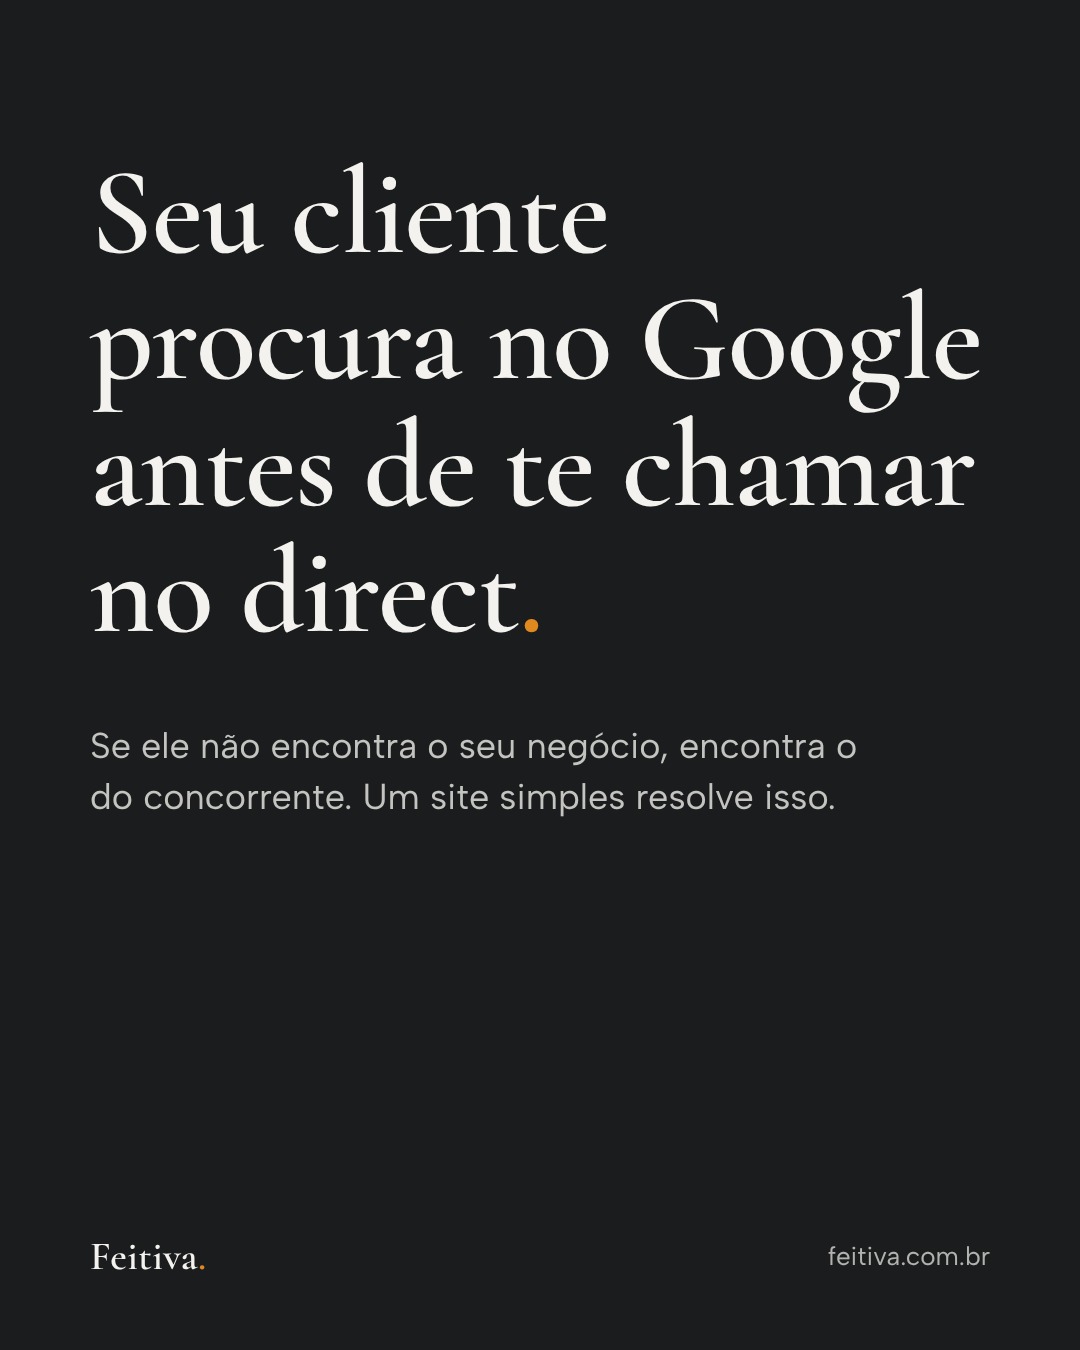 Seu cliente
procura no Google
antes de te chamar
no direct.
Se ele não encontra o seu negócio, encontra o
do concorrente. Um site simples resolve isso.
Feitiva.
feitiva.com.br